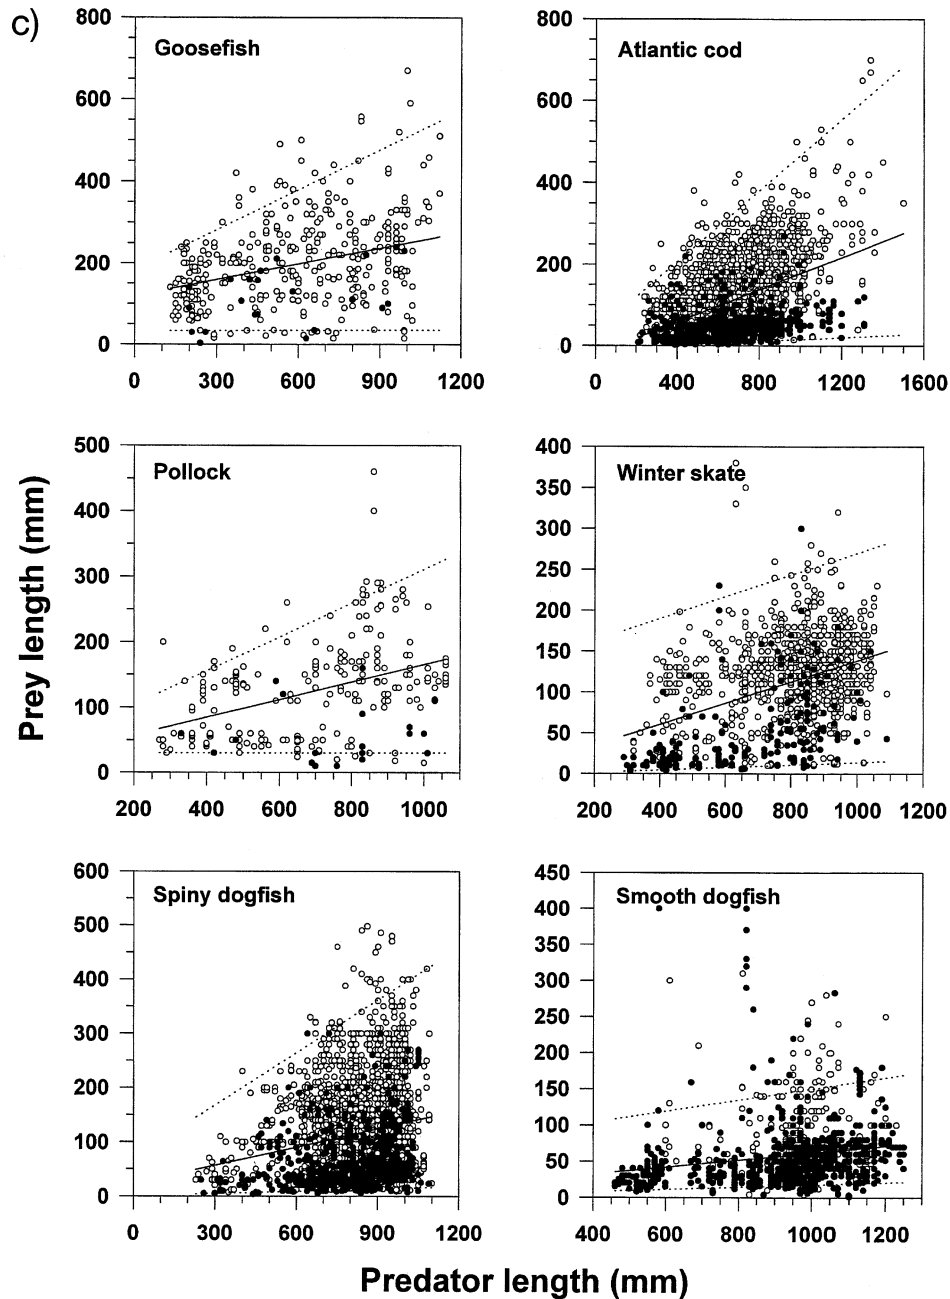 c)
Goosefish
800
600
400
200
0
0 300 600 900 1200
Atlantic cod
800
600
400
200
0
0 400 800 1200 1600
Pollock
500
400
300
200
100
0
200 400 600 800 1000
Winter skate
400
350
300
250
200
150
100
50
0
200 400 600 800 1000 1200
Spiny dogfish
600
500
400
300
200
100
0
0 300 600 900 1200
Smooth dogfish
450
400
350
300
250
200
150
100
50
0
400 600 800 1000 1200
Prey length (mm)
Predator length (mm)